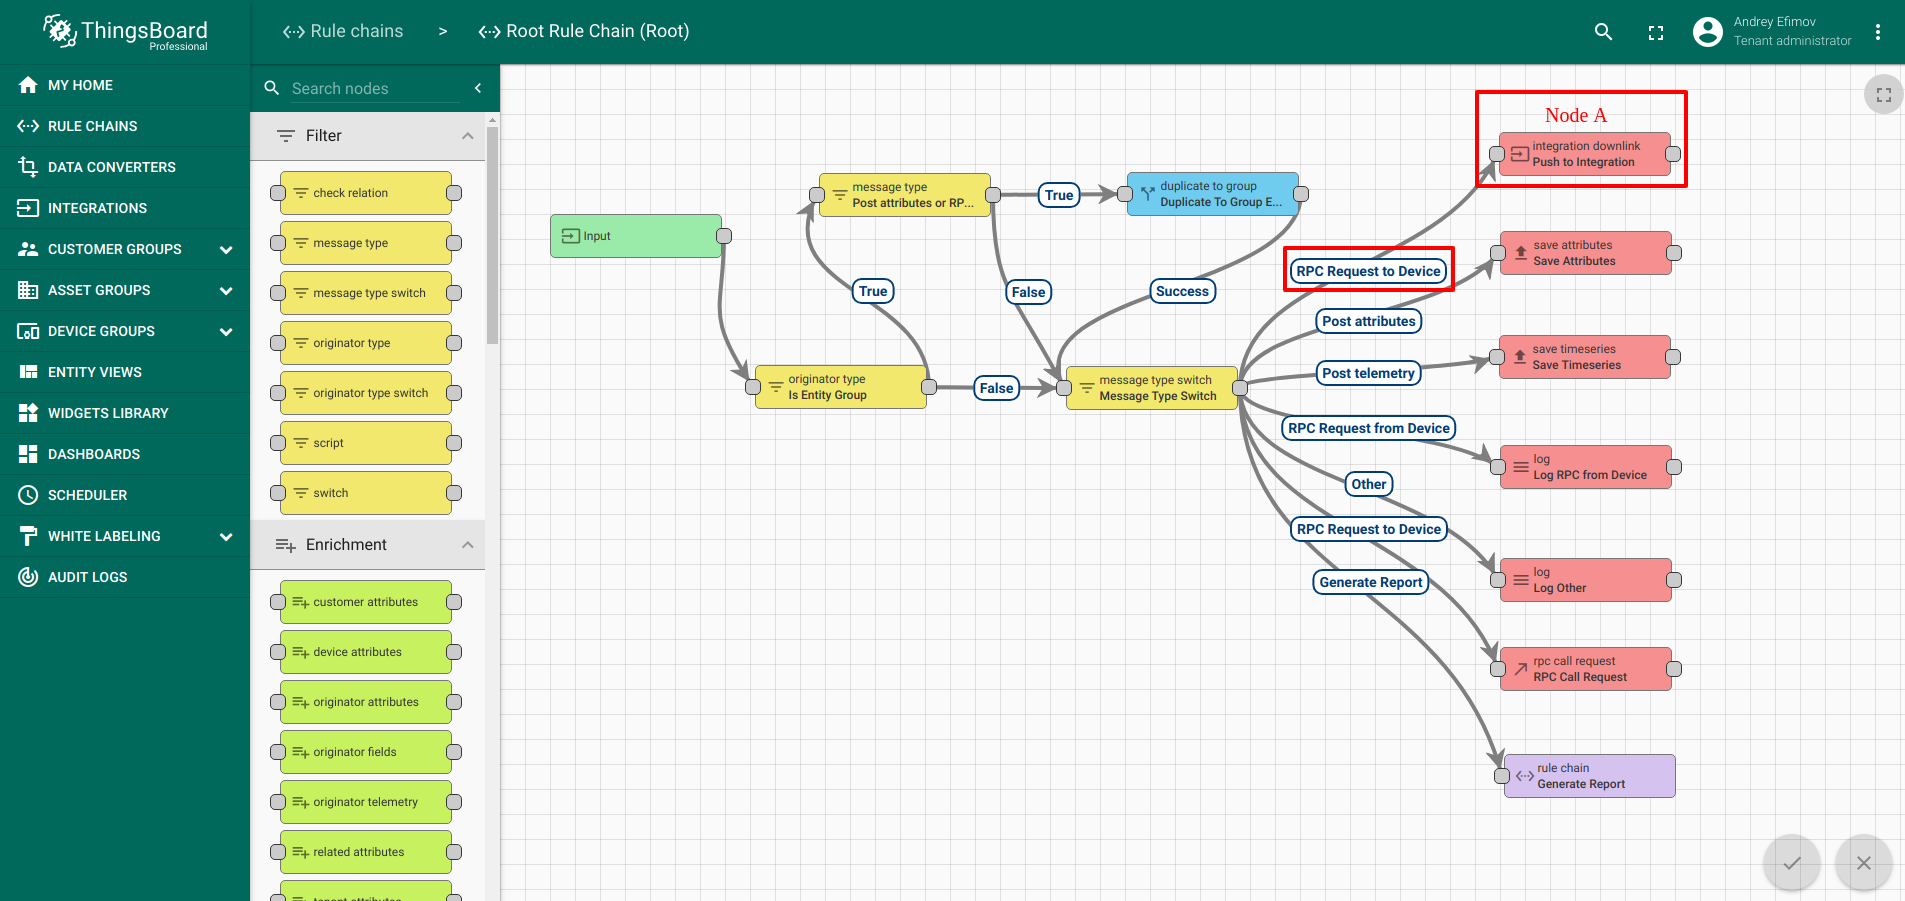 ThingsBoard
Professional
Rule chains > Root Rule Chain (Root)
Andrey Efimov
Tenant administrator
MY HOME
RULE CHAINS
DATA CONVERTERS
INTEGRATIONS
CUSTOMER GROUPS
ASSET GROUPS
DEVICE GROUPS
ENTITY VIEWS
WIDGETS LIBRARY
DASHBOARDS
SCHEDULER
WHITE LABELING
AUDIT LOGS
Search nodes
Filter
check relation
message type
message type switch
originator type
originator type switch
script
switch
Enrichment
customer attributes
device attributes
originator attributes
originator fields
originator telemetry
related attributes
tenant attributes
Input
message type
Post attributes or RP...
True
duplicate to group
Duplicate To Group E...
True
False
Success
originator type
Is Entity Group
False
message type switch
Message Type Switch
RPC Request to Device
Post attributes
Post telemetry
RPC Request from Device
Other
RPC Request to Device
Generate Report
Node A
integration downlink
Push to Integration
save attributes
Save Attributes
save timeseries
Save Timeseries
log
Log RPC from Device
log
Log Other
rpc call request
RPC Call Request
rule chain
Generate Report